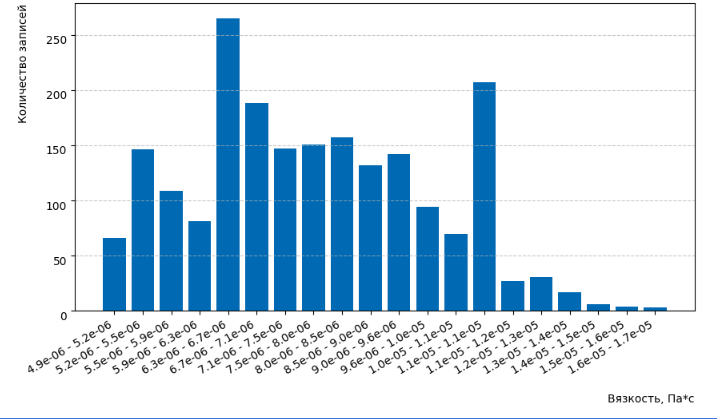 Количество записей
250
200
150
100
50
0
4.9e-06 - 5.2e-06
5.2e-06 - 5.5e-06
5.5e-06 - 5.9e-06
5.9e-06 - 6.3e-06
6.3e-06 - 6.7e-06
6.7e-06 - 7.1e-06
7.1e-06 - 7.5e-06
7.5e-06 - 8.0e-06
8.0e-06 - 8.5e-06
8.5e-06 - 9.0e-06
9.0e-06 - 9.6e-06
9.6e-06 - 1.0e-05
1.0e-05 - 1.1e-05
1.1e-05 - 1.1e-05
1.1e-05 - 1.2e-05
1.2e-05 - 1.3e-05
1.3e-05 - 1.4e-05
1.4e-05 - 1.5e-05
1.5e-05 - 1.6e-05
1.6e-05 - 1.7e-05
Вязкость, Па*с